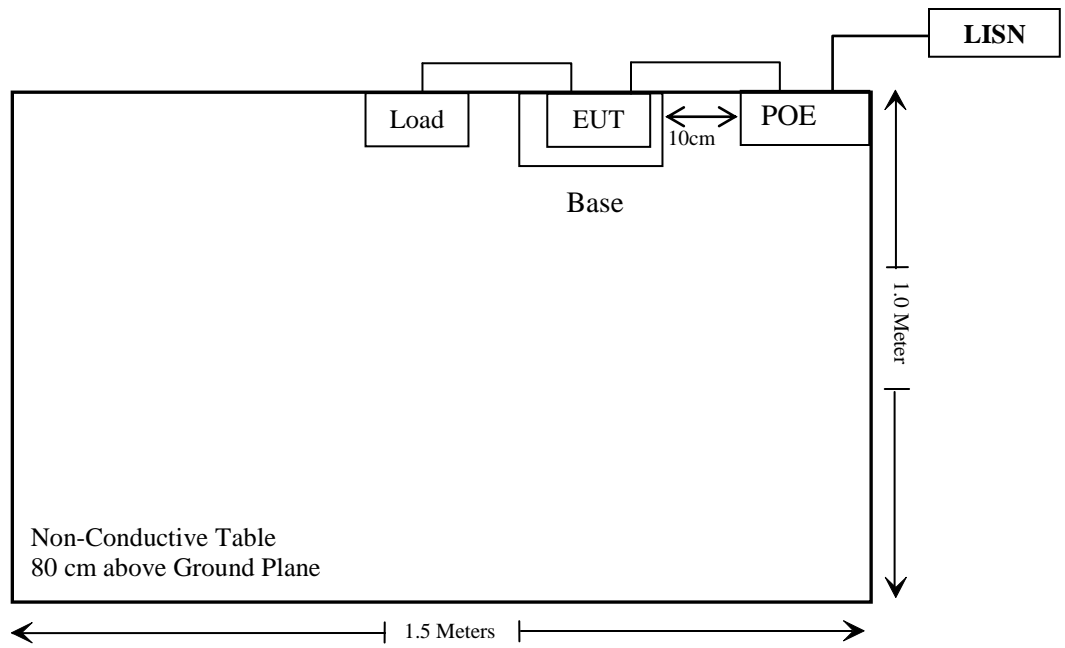 LISN
Load
EUT
POE
10cm
Base
1.0 Meter
Non-Conductive Table
80 cm above Ground Plane
1.5 Meters